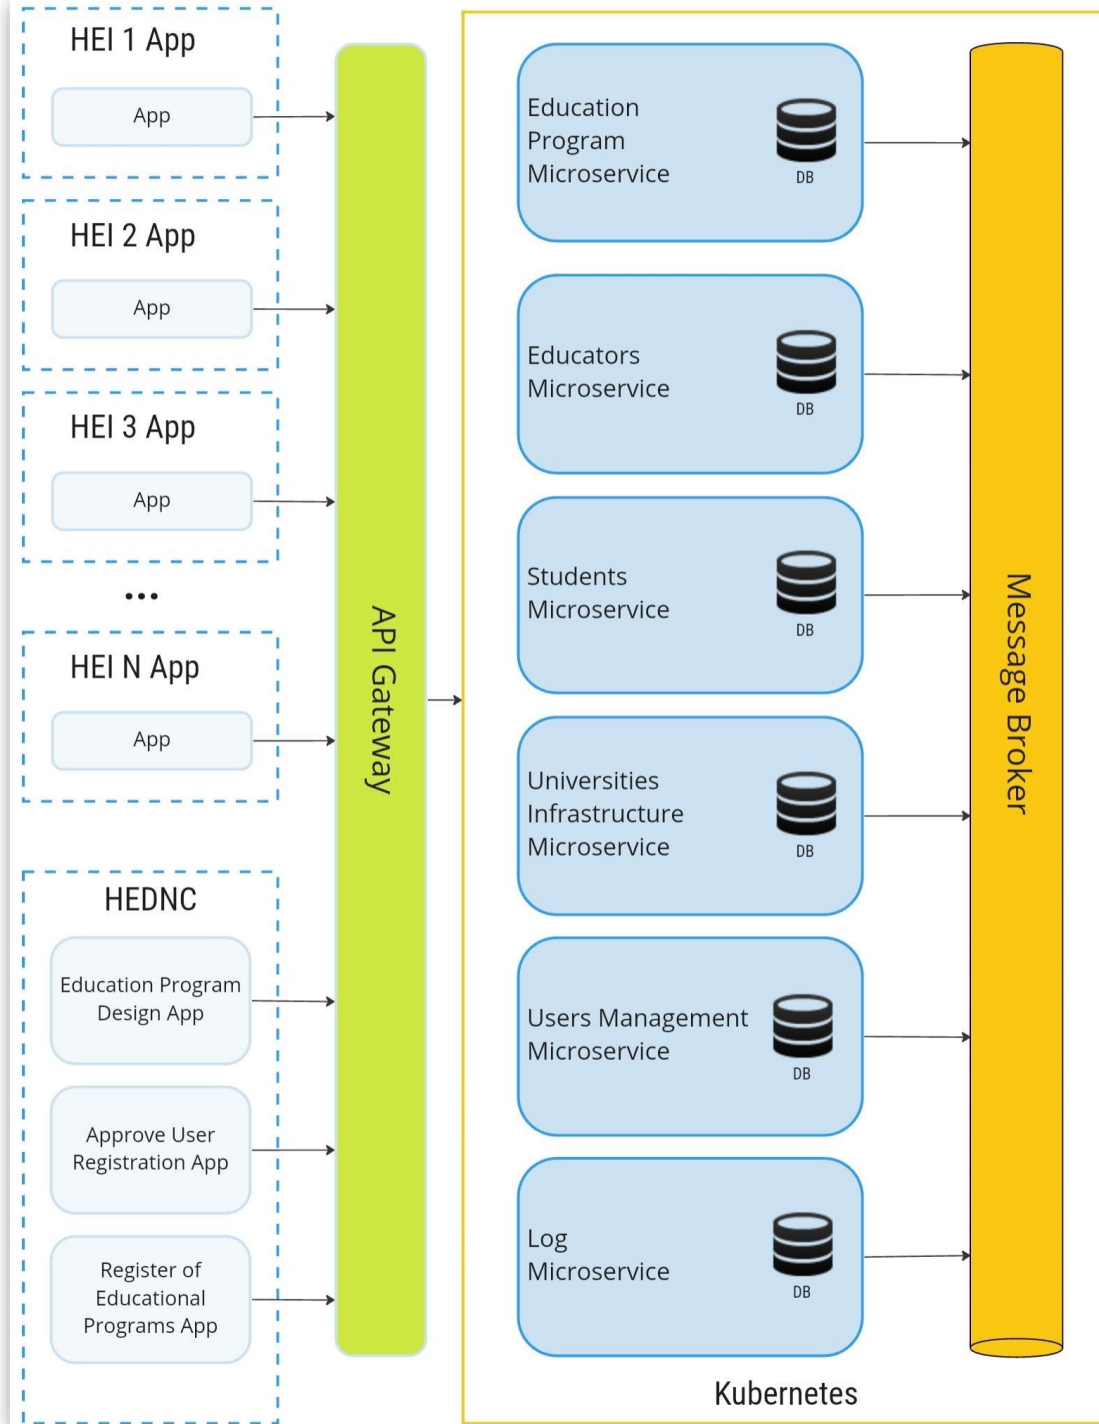 HEI 1 App
App
HEI 2 App
App
HEI 3 App
App
...
HEI N App
App
HEDNC
Education Program
Design App
Approve User
Registration App
Register of
Educational
Programs App
API Gateway
Education
Program
Microservice
DB
Educators
Microservice
DB
Students
Microservice
DB
Universities
Infrastructure
Microservice
DB
Users Management
Microservice
DB
Log
Microservice
DB
Message Broker
Kubernetes